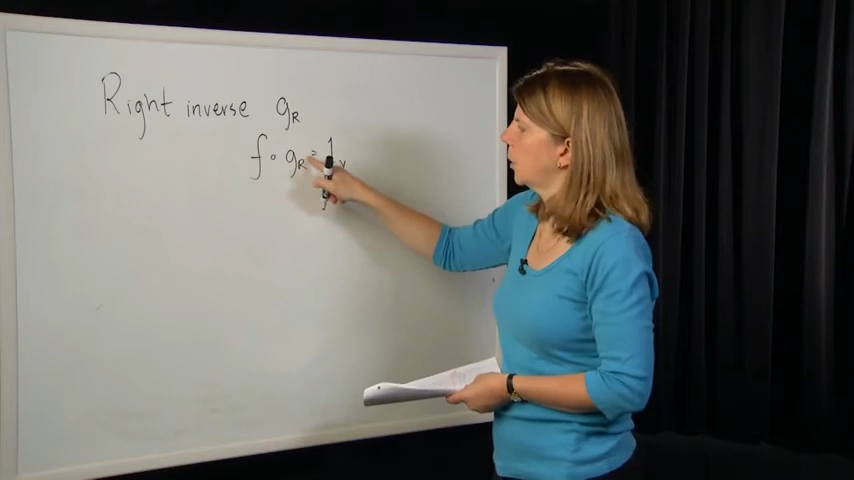 Right inverse g_R
f ∘ g_R = 1_Y